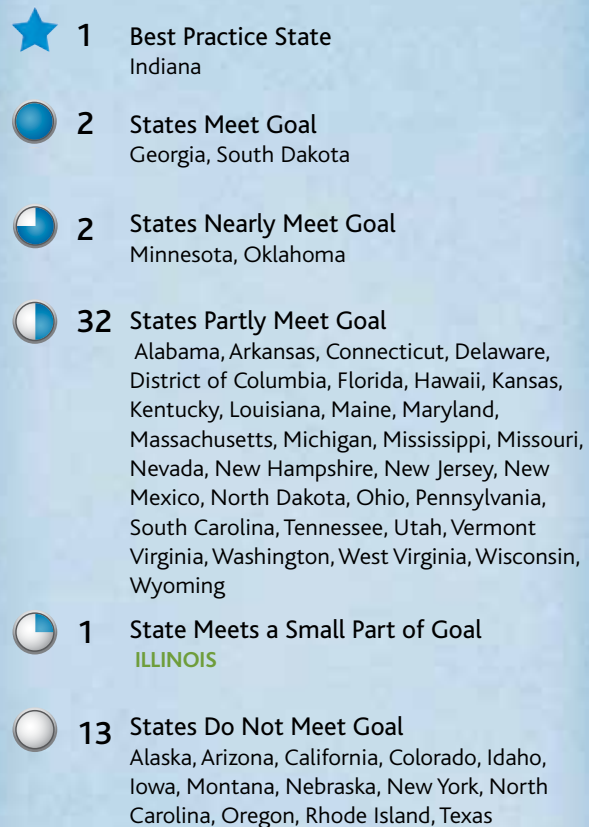 1 Best Practice State
Indiana
2 States Meet Goal
Georgia, South Dakota
2 States Nearly Meet Goal
Minnesota, Oklahoma
32 States Partly Meet Goal
Alabama, Arkansas, Connecticut, Delaware,
District of Columbia, Florida, Hawaii, Kansas,
Kentucky, Louisiana, Maine, Maryland,
Massachusetts, Michigan, Mississippi, Missouri,
Nevada, New Hampshire, New Jersey, New
Mexico, North Dakota, Ohio, Pennsylvania,
South Carolina, Tennessee, Utah, Vermont
Virginia, Washington, West Virginia, Wisconsin,
Wyoming
1 State Meets a Small Part of Goal
ILLINOIS
13 States Do Not Meet Goal
Alaska, Arizona, California, Colorado, Idaho,
Iowa, Montana, Nebraska, New York, North
Carolina, Oregon, Rhode Island, Texas